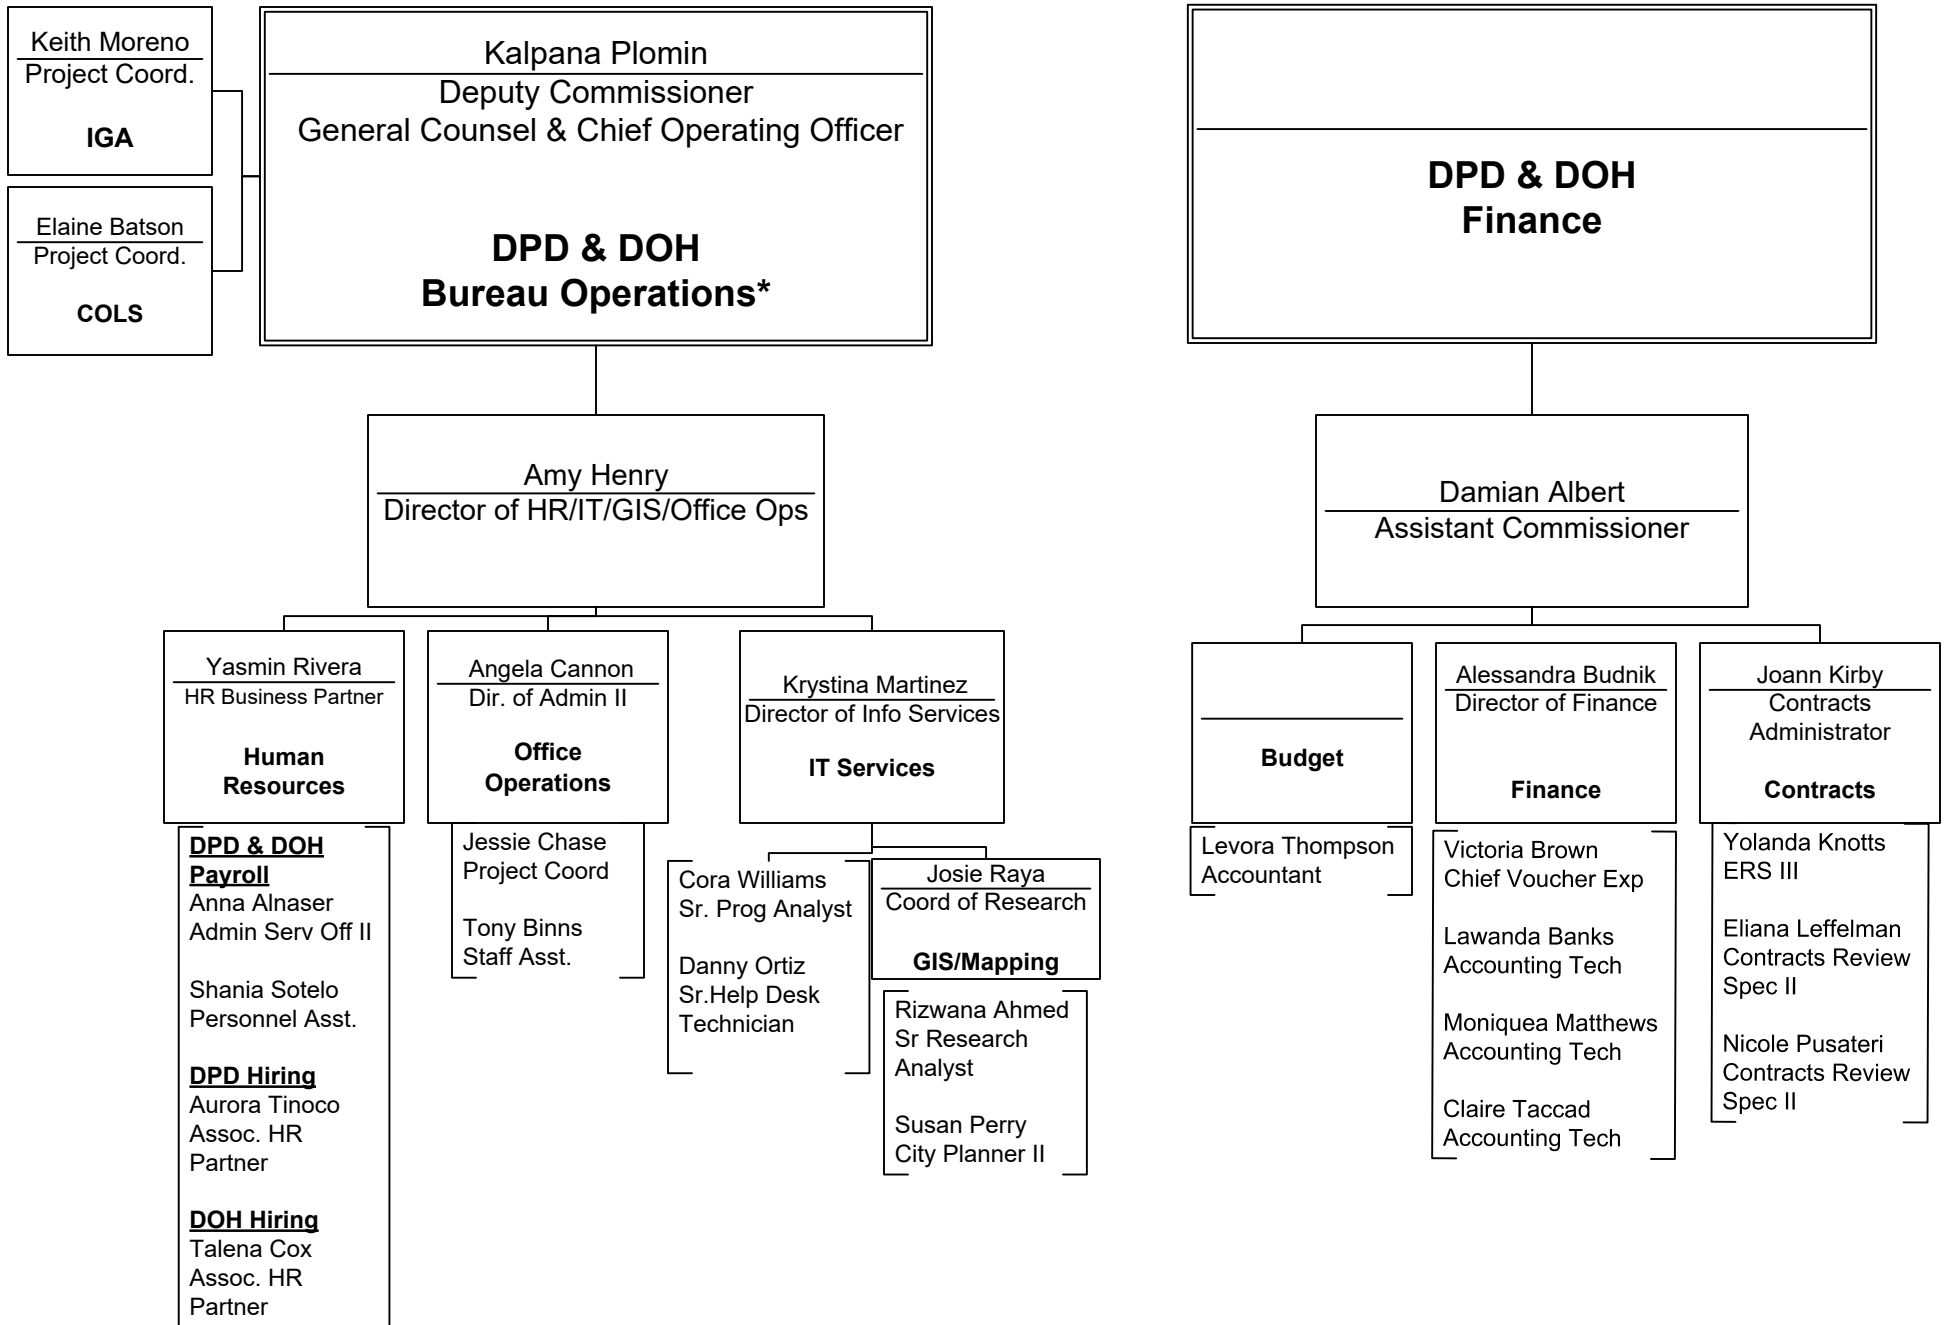 Keith Moreno
Project Coord.
IGA
Elaine Batson
Project Coord.
COLS
Kalpana Plomin
Deputy Commissioner
General Counsel & Chief Operating Officer
DPD & DOH
Bureau Operations*
DPD & DOH
Finance
Amy Henry
Director of HR/IT/GIS/Office Ops
Damian Albert
Assistant Commissioner
Yasmin Rivera
HR Business Partner
Human
Resources
DPD & DOH
Payroll
Anna Alnaser
Admin Serv Off II
Shania Sotelo
Personnel Asst.
DPD Hiring
Aurora Tinoco
Assoc. HR
Partner
DOH Hiring
Talena Cox
Assoc. HR
Partner
Angela Cannon
Dir. of Admin II
Office
Operations
Jessie Chase
Project Coord
Tony Binns
Staff Asst.
Krystina Martinez
Director of Info Services
IT Services
Cora Williams
Sr. Prog Analyst
Danny Ortiz
Sr.Help Desk
Technician
Josie Raya
Coord of Research
GIS/Mapping
Rizwana Ahmed
Sr Research
Analyst
Susan Perry
City Planner II
Budget
Levora Thompson
Accountant
Alessandra Budnik
Director of Finance
Finance
Victoria Brown
Chief Voucher Exp
Lawanda Banks
Accounting Tech
Moniquea Matthews
Accounting Tech
Claire Taccad
Accounting Tech
Joann Kirby
Contracts
Administrator
Contracts
Yolanda Knotts
ERS III
Eliana Leffelman
Contracts Review
Spec II
Nicole Pusateri
Contracts Review
Spec II